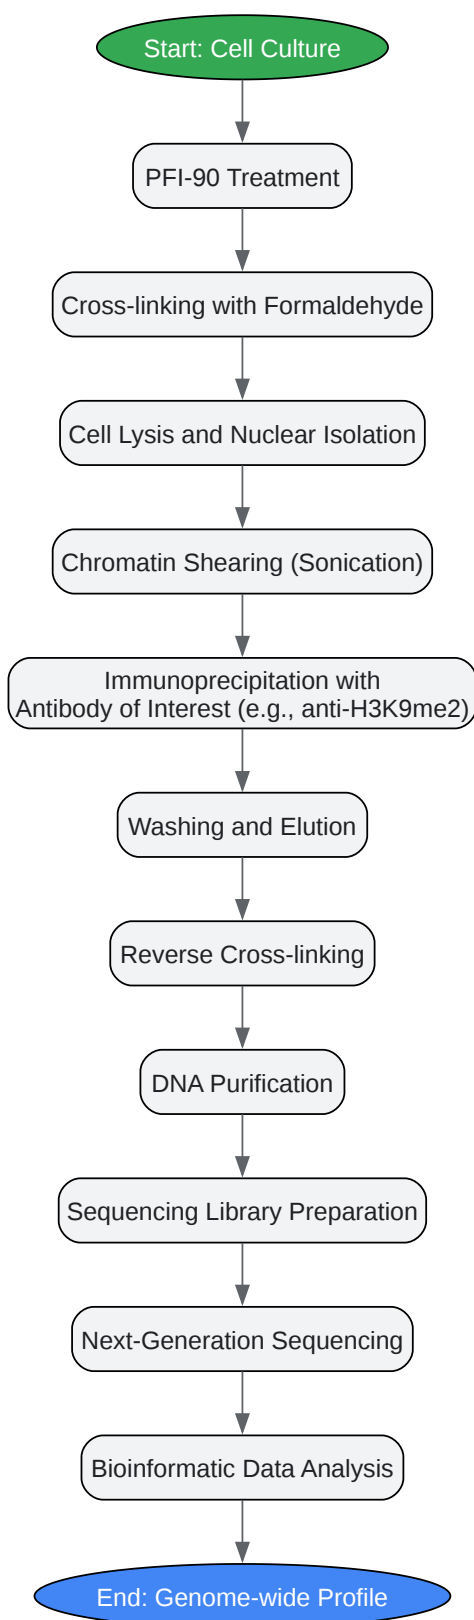 Start: Cell Culture
PFI-90 Treatment
Cross-linking with Formaldehyde
Cell Lysis and Nuclear Isolation
Chromatin Shearing (Sonication)
Immunoprecipitation with
Antibody of Interest (e.g., anti-H3K9me2)
Washing and Elution
Reverse Cross-linking
DNA Purification
Sequencing Library Preparation
Next-Generation Sequencing
Bioinformatic Data Analysis
End: Genome-wide Profile